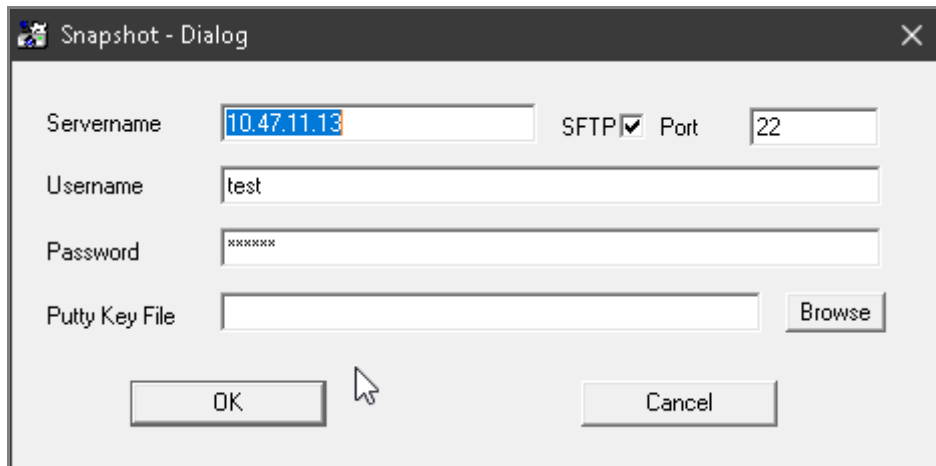 Snapshot - Dialog
Servername 10.47.11.13 SFTP Port 22
Username test
Password ××××××
Putty Key File Browse
OK Cancel